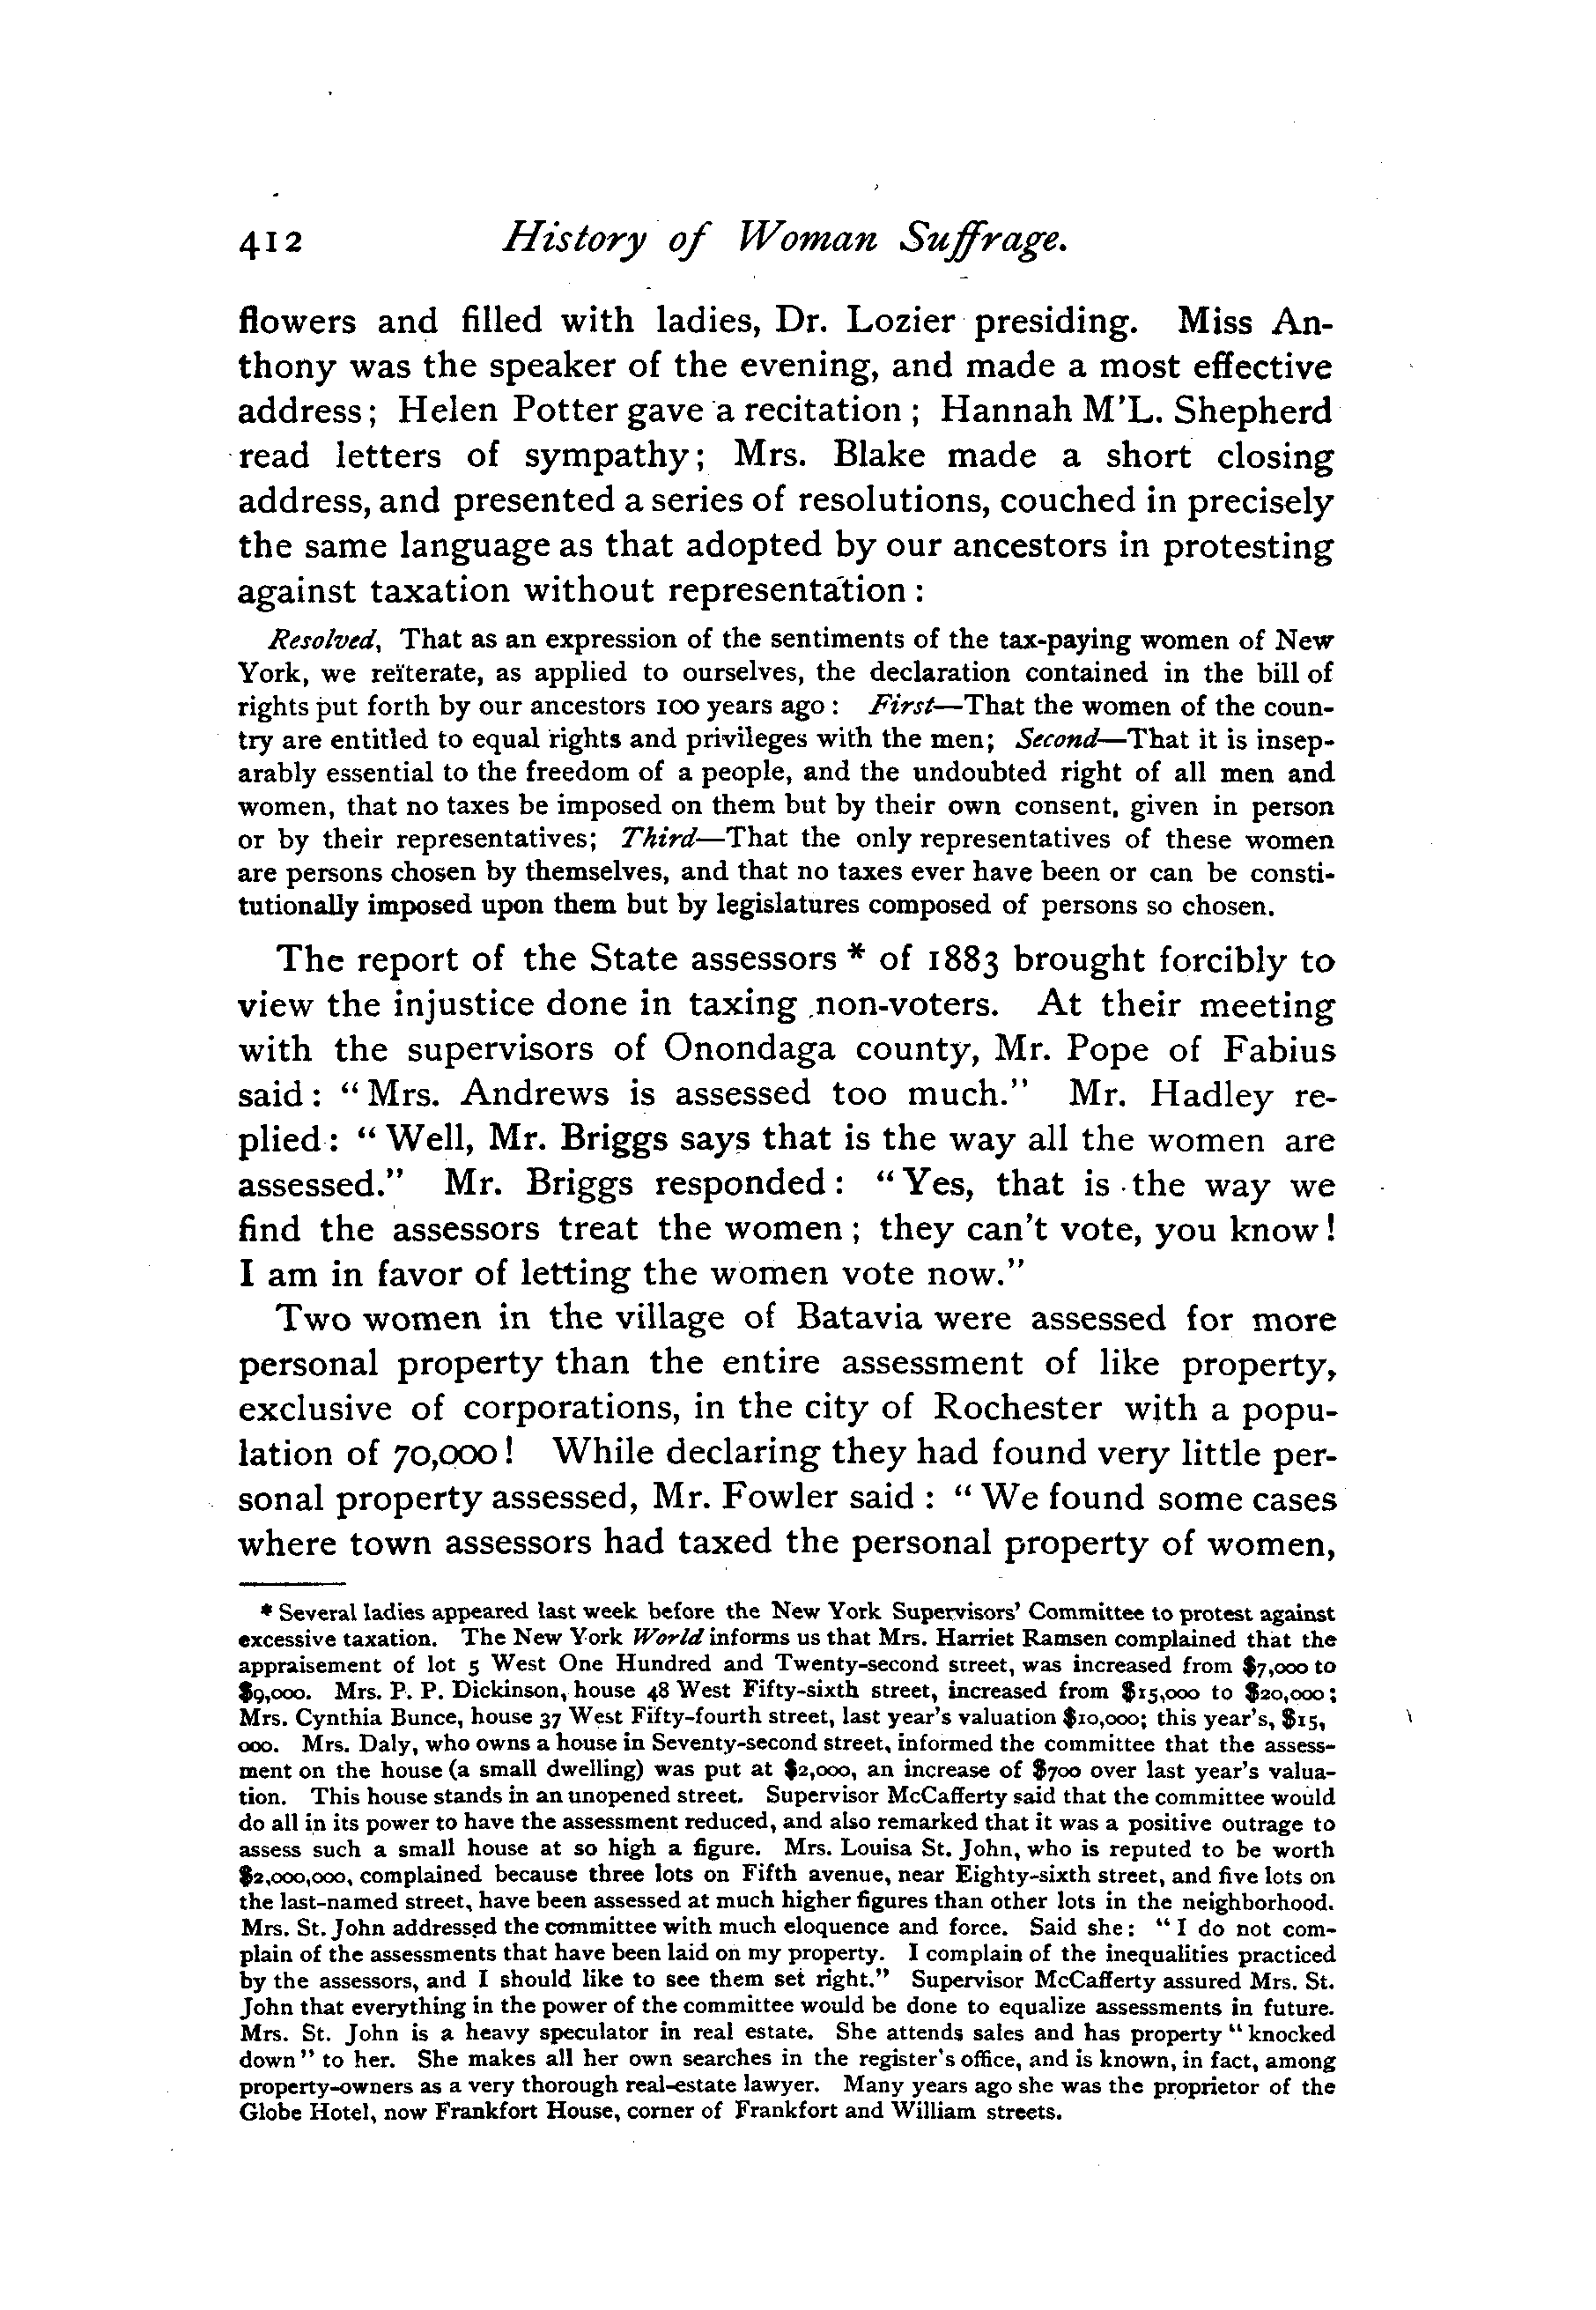 412 History of Woman Suffrage.
flowers and filled with ladies, Dr. Lozier presiding. Miss An-
thony was the speaker of the evening, and made a most effective
address; Helen Potter gave a recitation; Hannah M'L. Shepherd
read letters of sympathy; Mrs. Blake made a short closing
address, and presented a series of resolutions, couched in precisely
the same language as that adopted by our ancestors in protesting
against taxation without representation:
Resolved, That as an expression of the sentiments of the tax-paying women of New
York, we reïterate, as applied to ourselves, the declaration contained in the bill of
rights put forth by our ancestors 100 years ago: First—That the women of the coun-
try are entitled to equal rights and privileges with the men; Second—That it is insep-
arably essential to the freedom of a people, and the undoubted right of all men and
women, that no taxes be imposed on them but by their own consent, given in person
or by their representatives; Third—That the only representatives of these women
are persons chosen by themselves, and that no taxes ever have been or can be consti-
tutionally imposed upon them but by legislatures composed of persons so chosen.
The report of the State assessors * of 1883 brought forcibly to
view the injustice done in taxing non-voters. At their meeting
with the supervisors of Onondaga county, Mr. Pope of Fabius
said: "Mrs. Andrews is assessed too much." Mr. Hadley re-
plied: "Well, Mr. Briggs says that is the way all the women are
assessed." Mr. Briggs responded: "Yes, that is the way we
find the assessors treat the women; they can't vote, you know!
I am in favor of letting the women vote now."
Two women in the village of Batavia were assessed for more
personal property than the entire assessment of like property,
exclusive of corporations, in the city of Rochester with a popu-
lation of 70,000! While declaring they had found very little per-
sonal property assessed, Mr. Fowler said: "We found some cases
where town assessors had taxed the personal property of women,
* Several ladies appeared last week before the New York Supervisors' Committee to protest against
excessive taxation. The New York World informs us that Mrs. Harriet Ramsen complained that the
appraisement of lot 5 West One Hundred and Twenty-second street, was increased from $7,000 to
$9,000. Mrs. P. P. Dickinson, house 48 West Fifty-sixth street, increased from $15,000 to $20,000;
Mrs. Cynthia Bunce, house 37 West Fifty-fourth street, last year's valuation $10,000; this year's, $15,
000. Mrs. Daly, who owns a house in Seventy-second street, informed the committee that the assess-
ment on the house (a small dwelling) was put at $2,000, an increase of $700 over last year's valua-
tion. This house stands in an unopened street. Supervisor McCafferty said that the committee would
do all in its power to have the assessment reduced, and also remarked that it was a positive outrage to
assess such a small house at so high a figure. Mrs. Louisa St. John, who is reputed to be worth
$2,000,000, complained because three lots on Fifth avenue, near Eighty-sixth street, and five lots on
the last-named street, have been assessed at much higher figures than other lots in the neighborhood.
Mrs. St. John addressed the committee with much eloquence and force. Said she: "I do not com-
plain of the assessments that have been laid on my property. I complain of the inequalities practiced
by the assessors, and I should like to see them set right." Supervisor McCafferty assured Mrs. St.
John that everything in the power of the committee would be done to equalize assessments in future.
Mrs. St. John is a heavy speculator in real estate. She attends sales and has property "knocked
down" to her. She makes all her own searches in the register's office, and is known, in fact, among
property-owners as a very thorough real-estate lawyer. Many years ago she was the proprietor of the
Globe Hotel, now Frankfort House, corner of Frankfort and William streets.